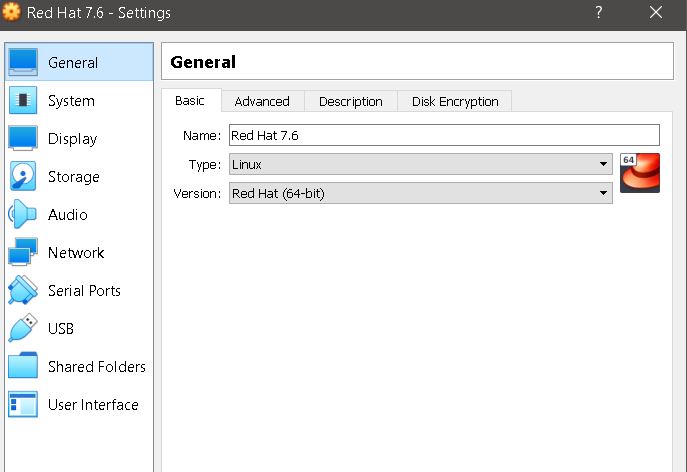 Red Hat 7.6 - Settings
?
General
System
Display
Storage
Audio
Network
Serial Ports
USB
Shared Folders
User Interface
General
Basic
Advanced
Description
Disk Encryption
Name: Red Hat 7.6
Type: Linux
64
Version: Red Hat (64-bit)